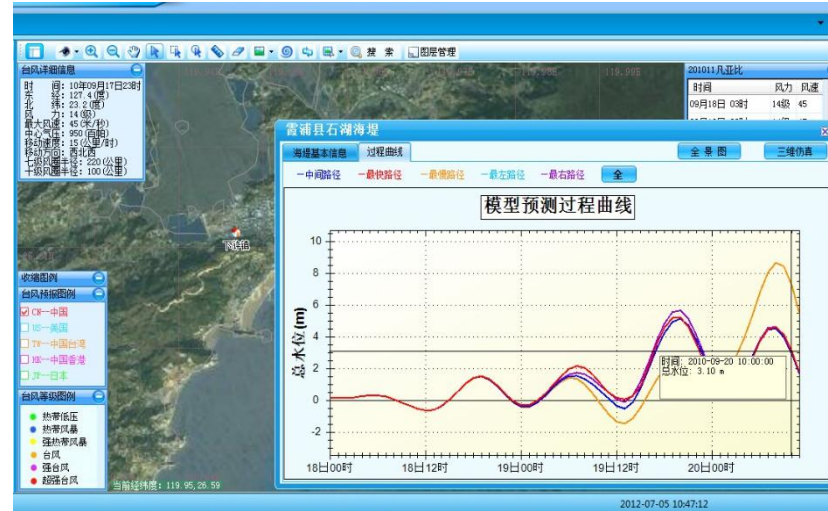 搜 索 图层管理
台风详细信息
时 间: 10年09月17日23时
东 经: 127.4(度)
北 纬: 23.2(度)
风 力: 14(级)
最大风速: 45(米/秒)
中心气压: 950(百帕)
移动速度: 15(公里/时)
移动方向: 西北西
七级风圈半径: 220(公里)
十级风圈半径: 100(公里)
119.99E
201011凡亚比
时间 风力 风速
09月18日 03时 14级 45
霞浦县石湖海堤
海堤基本信息 过程曲线 全 景 图 三维仿真
中间路径 最快路径 最慢路径 最左路径 最右路径 全
模型预测过程曲线
总水位(m)
10
8
6
4
2
0
-2
18日00时 18日12时 19日00时 19日12时 20日00时
时间: 2010-09-20 10:00:00
总水位: 3.10 m
收缩图例
台风预报图例
CN--中国
US--美国
TW--中国台湾
HK--中国香港
JP--日本
台风等级图例
热带低压
热带风暴
强热带风暴
台风
强台风
超强台风
当前经纬度: 119.95,26.59
2012-07-05 10:47:12